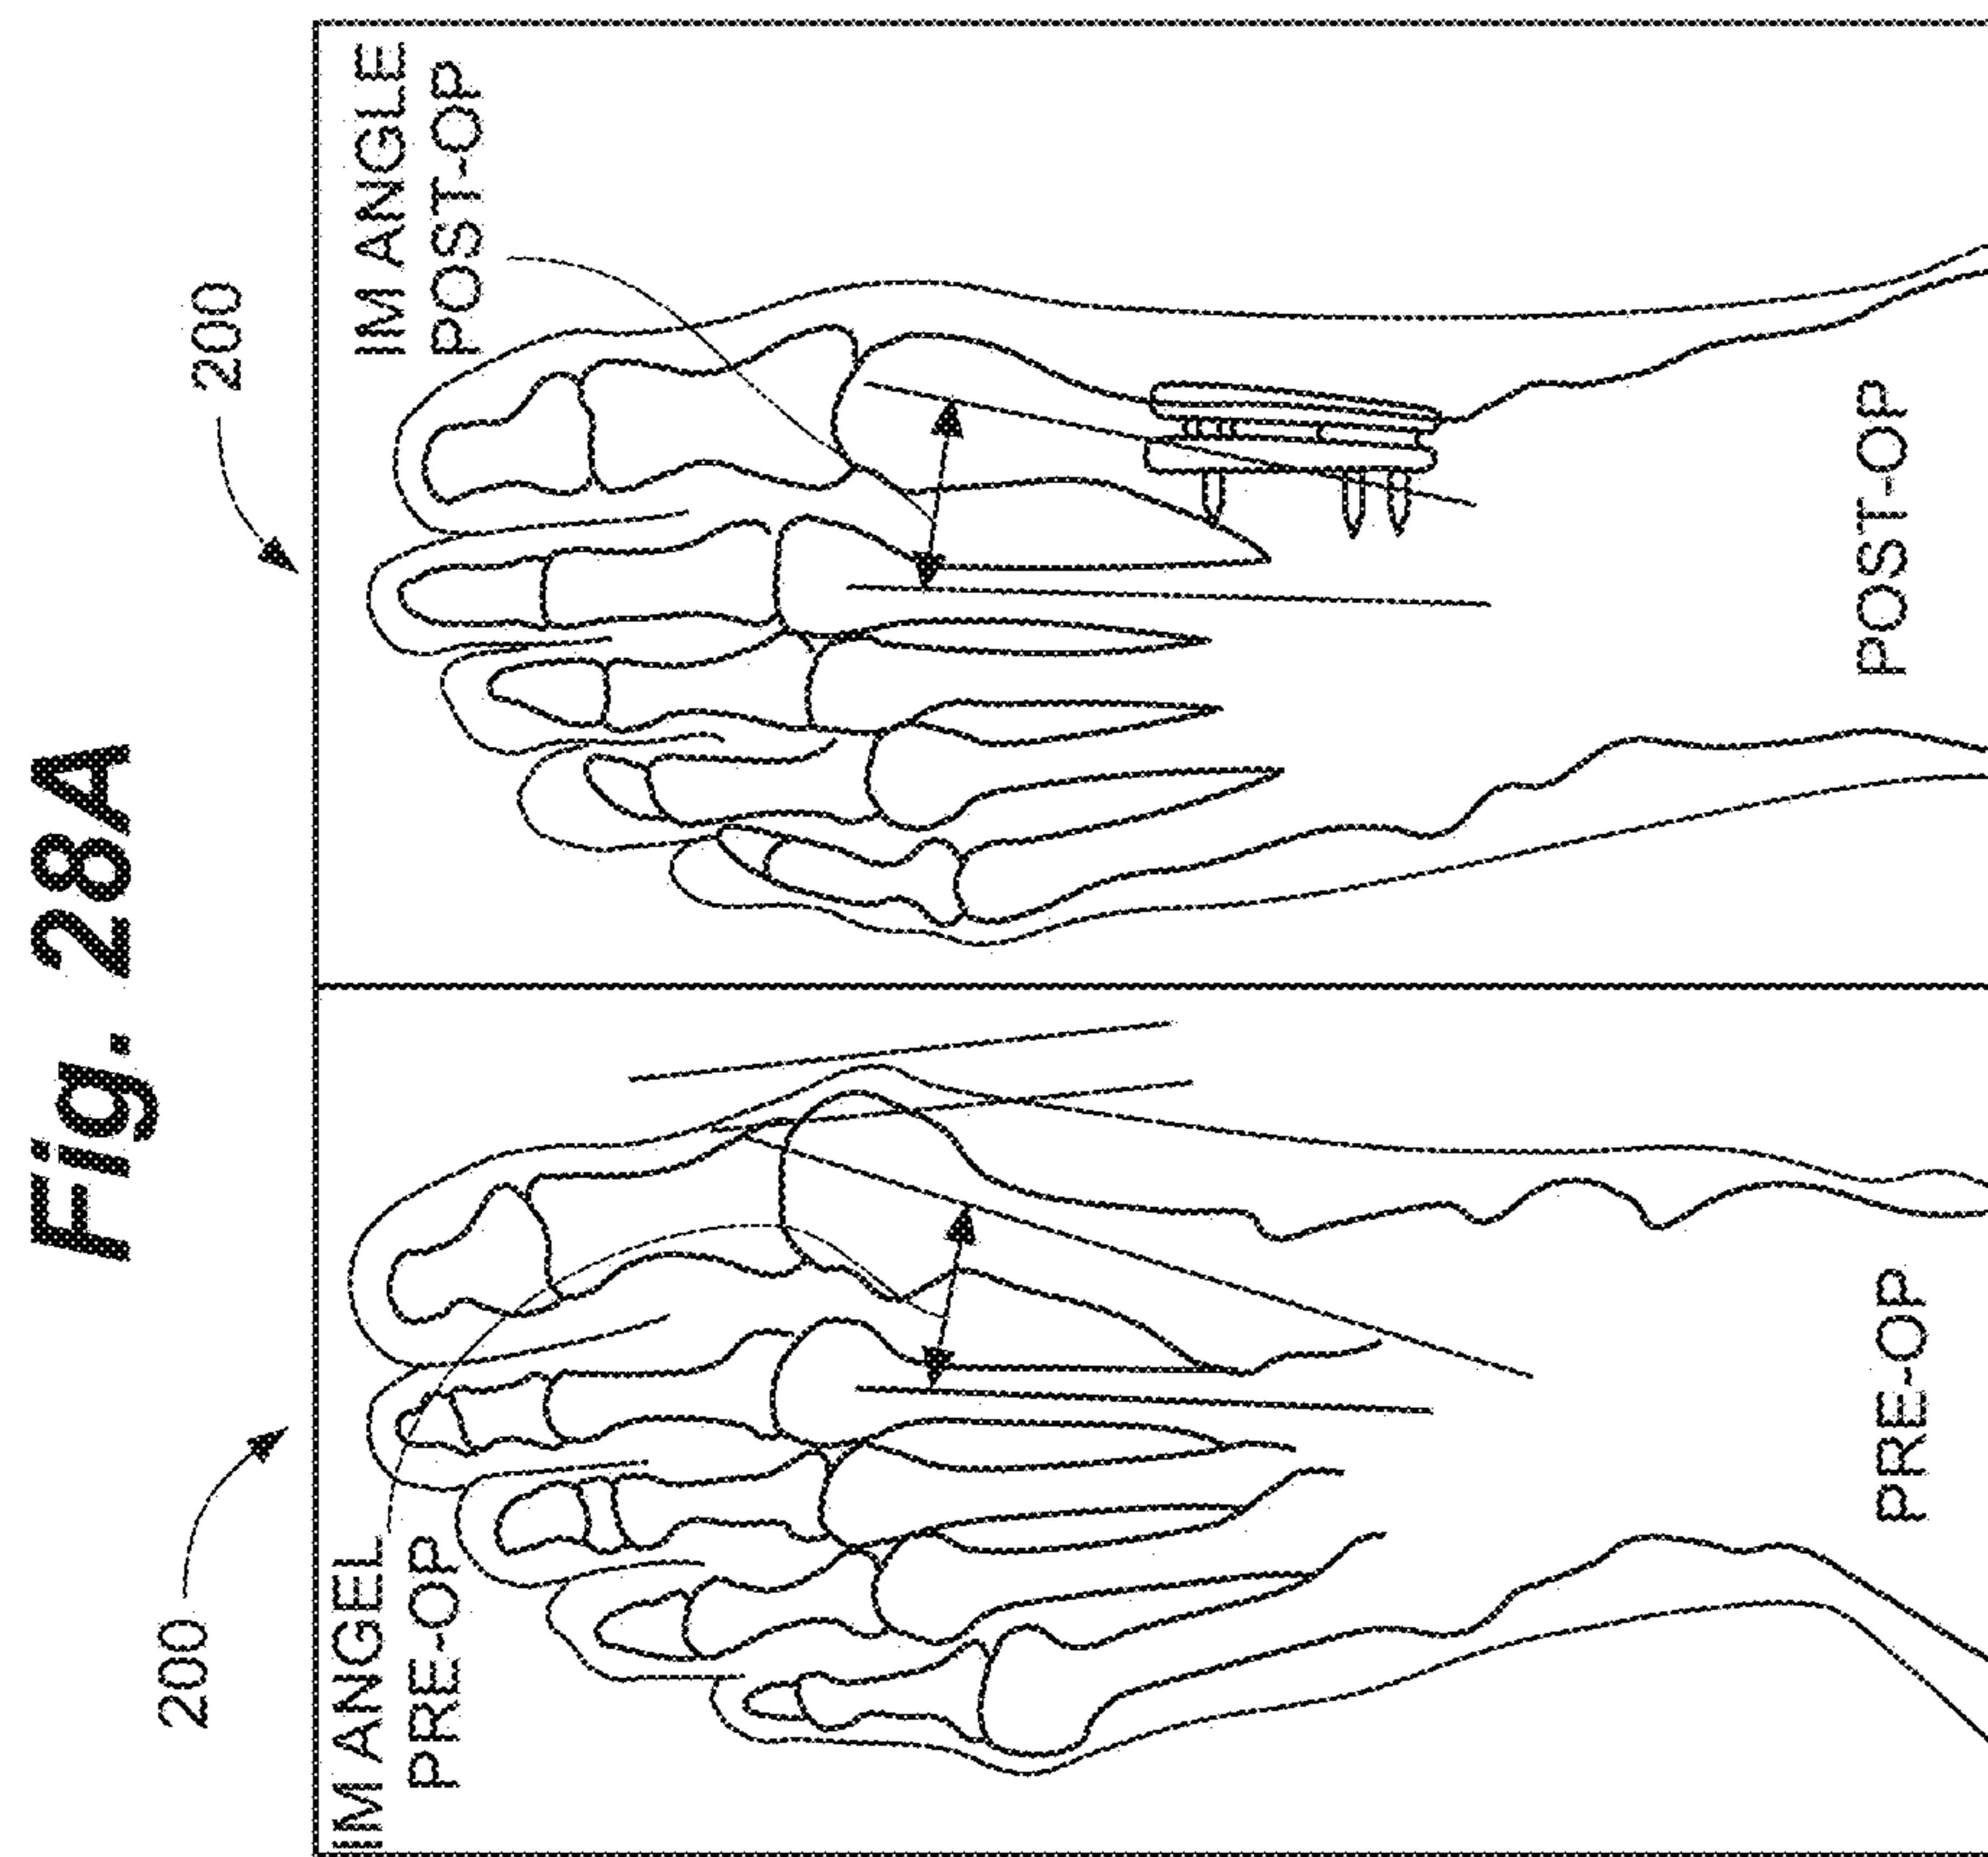 Fig. 28A
200
200
IM ANGEL
PRE-OP
IM ANGLE
POST-OP
PRE-OP
POST-OP